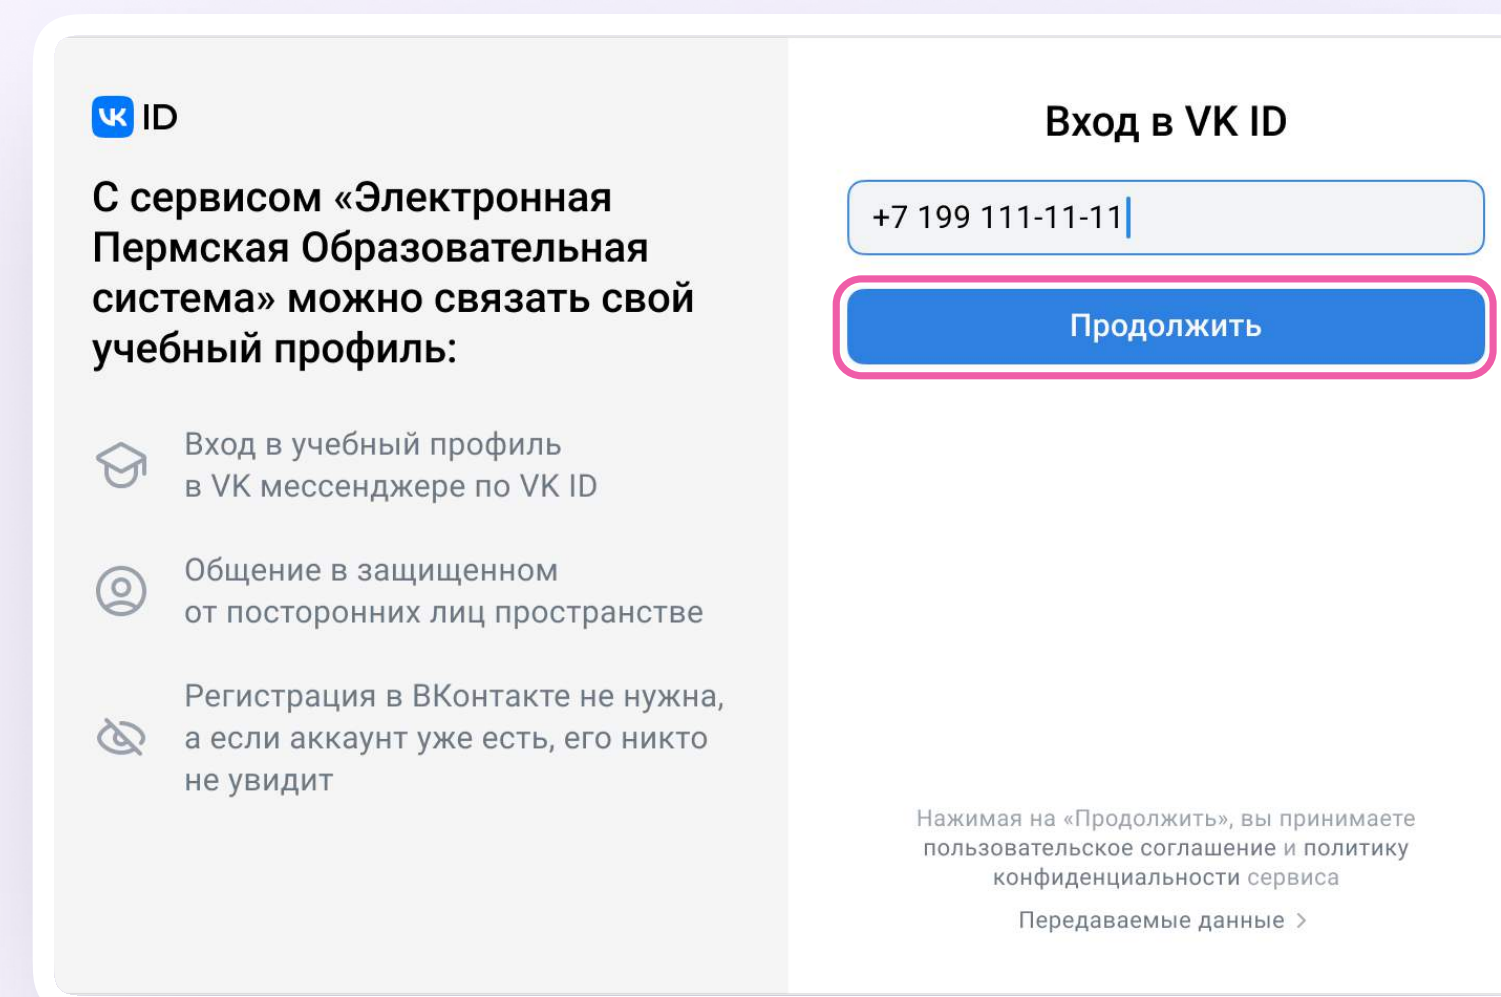 VK ID
С сервисом «Электронная
Пермская Образовательная
система» можно связать свой
учебный профиль:
Вход в учебный профиль
в VK мессенджере по VK ID
Общение в защищенном
от посторонних лиц пространстве
Регистрация в ВКонтакте не нужна,
а если аккаунт уже есть, его никто
не увидит
Вход в VK ID
+7 199 111-11-11
Продолжить
Нажимая на «Продолжить», вы принимаете
пользовательское соглашение и политику
конфиденциальности сервиса
Передаваемые данные >